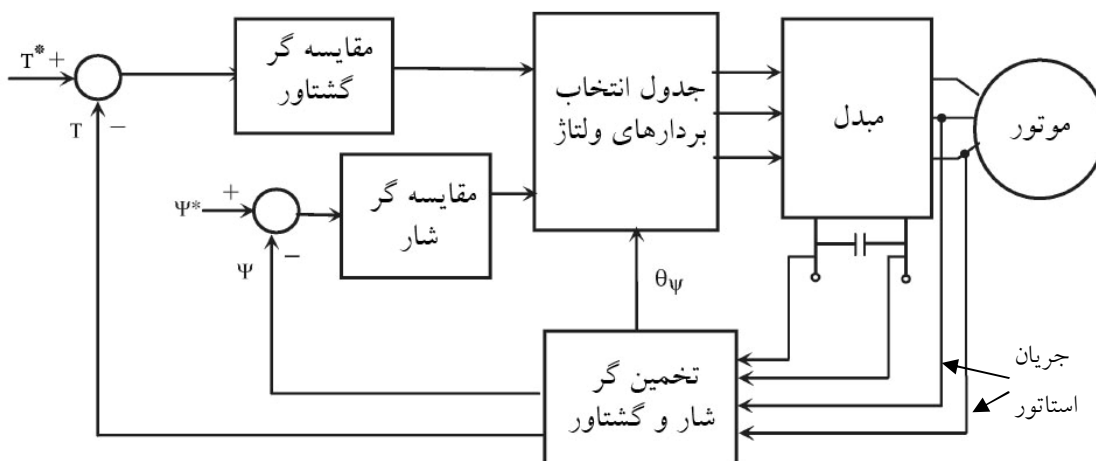 T* +
T −
مقایسه گر
گشتاور
جدول انتخاب
بردارهای ولتاژ
مبدل
موتور
Ψ* +
Ψ −
مقایسه گر
شار
θψ
تخمین گر
شار و گشتاور
جریان
استاتور